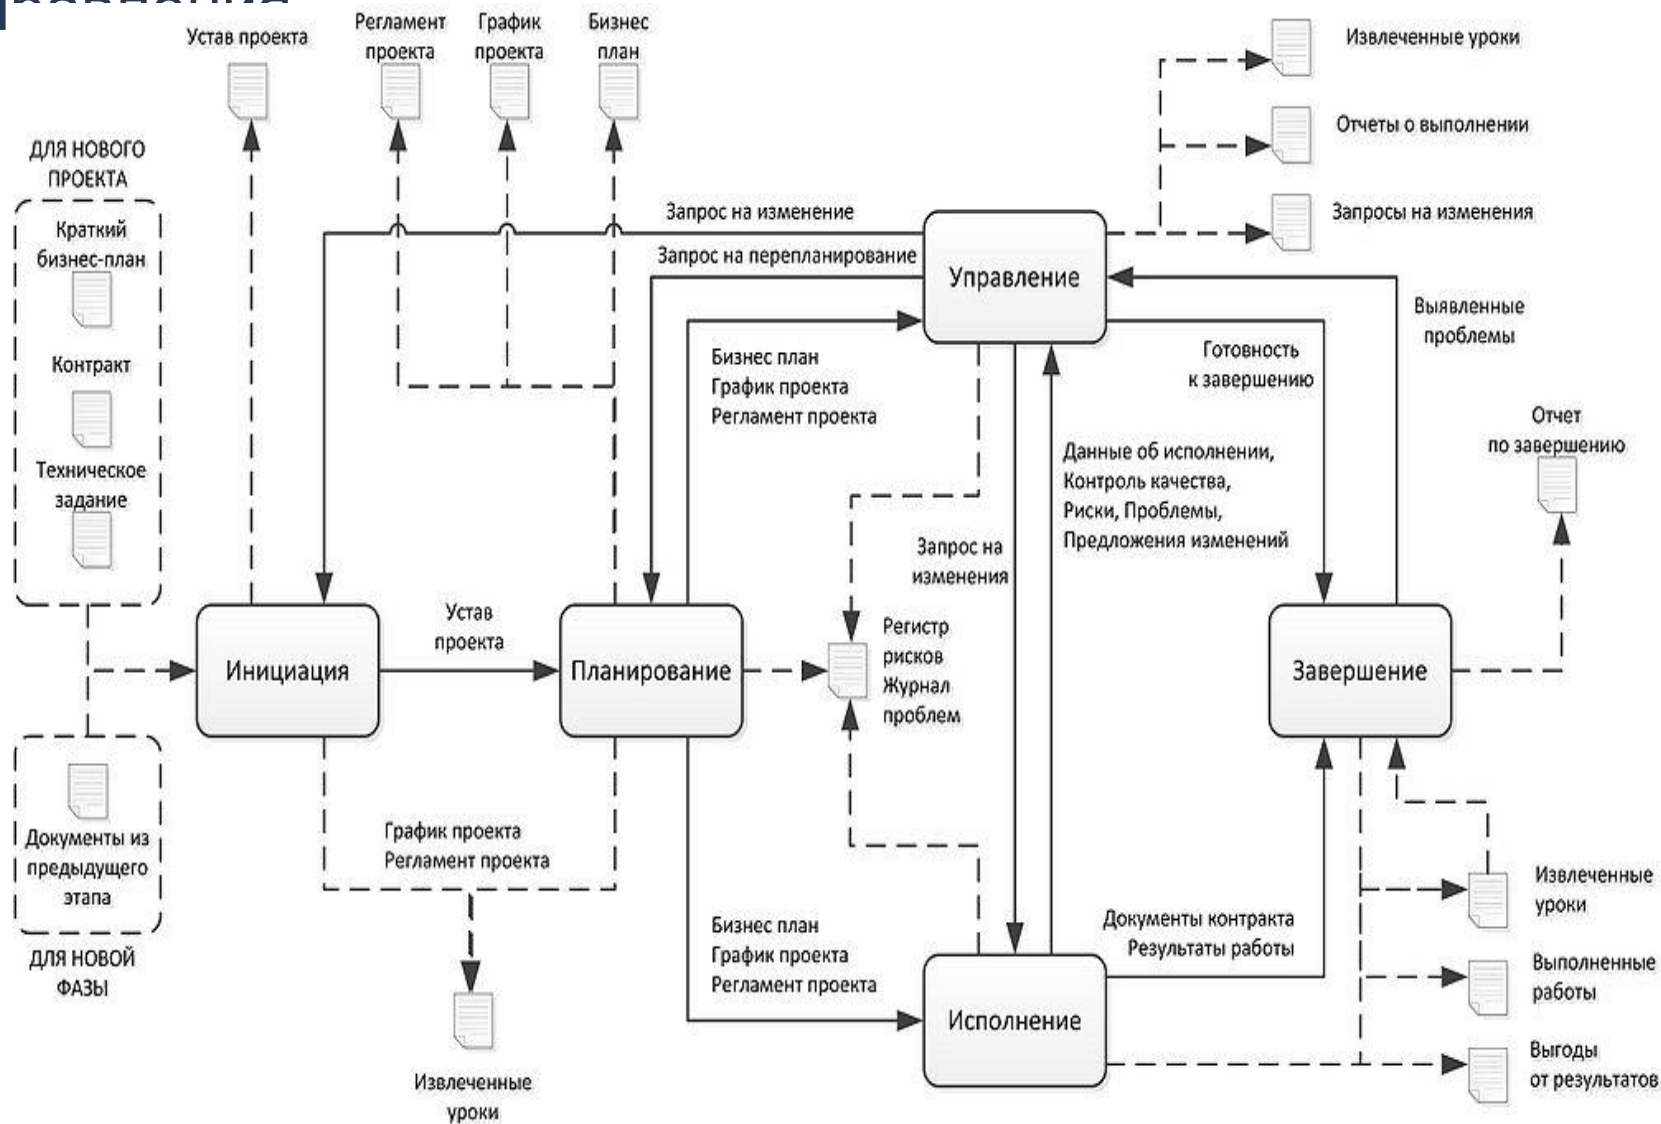 Устав проекта
Регламент
проекта
График
проекта
Бизнес
план
Извлеченные уроки
Отчеты о выполнении
Запросы на изменения
ДЛЯ НОВОГО
ПРОЕКТА
Краткий
бизнес-план
Контракт
Техническое
задание
Запрос на изменение
Запрос на перепланирование
Управление
Выявленные
проблемы
Готовность
к завершению
Бизнес план
График проекта
Регламент проекта
Отчет
по завершению
Данные об исполнении,
Контроль качества,
Риски, Проблемы,
Предложения изменений
Запрос на
изменения
Устав
проекта
Регистр
рисков
Журнал
проблем
Инициация
Планирование
Завершение
Документы из
предыдущего
этапа
ДЛЯ НОВОЙ
ФАЗЫ
График проекта
Регламент проекта
Извлеченные
уроки
Бизнес план
График проекта
Регламент проекта
Исполнение
Документы контракта
Результаты работы
Извлеченные
уроки
Выполненные
работы
Выгоды
от результатов